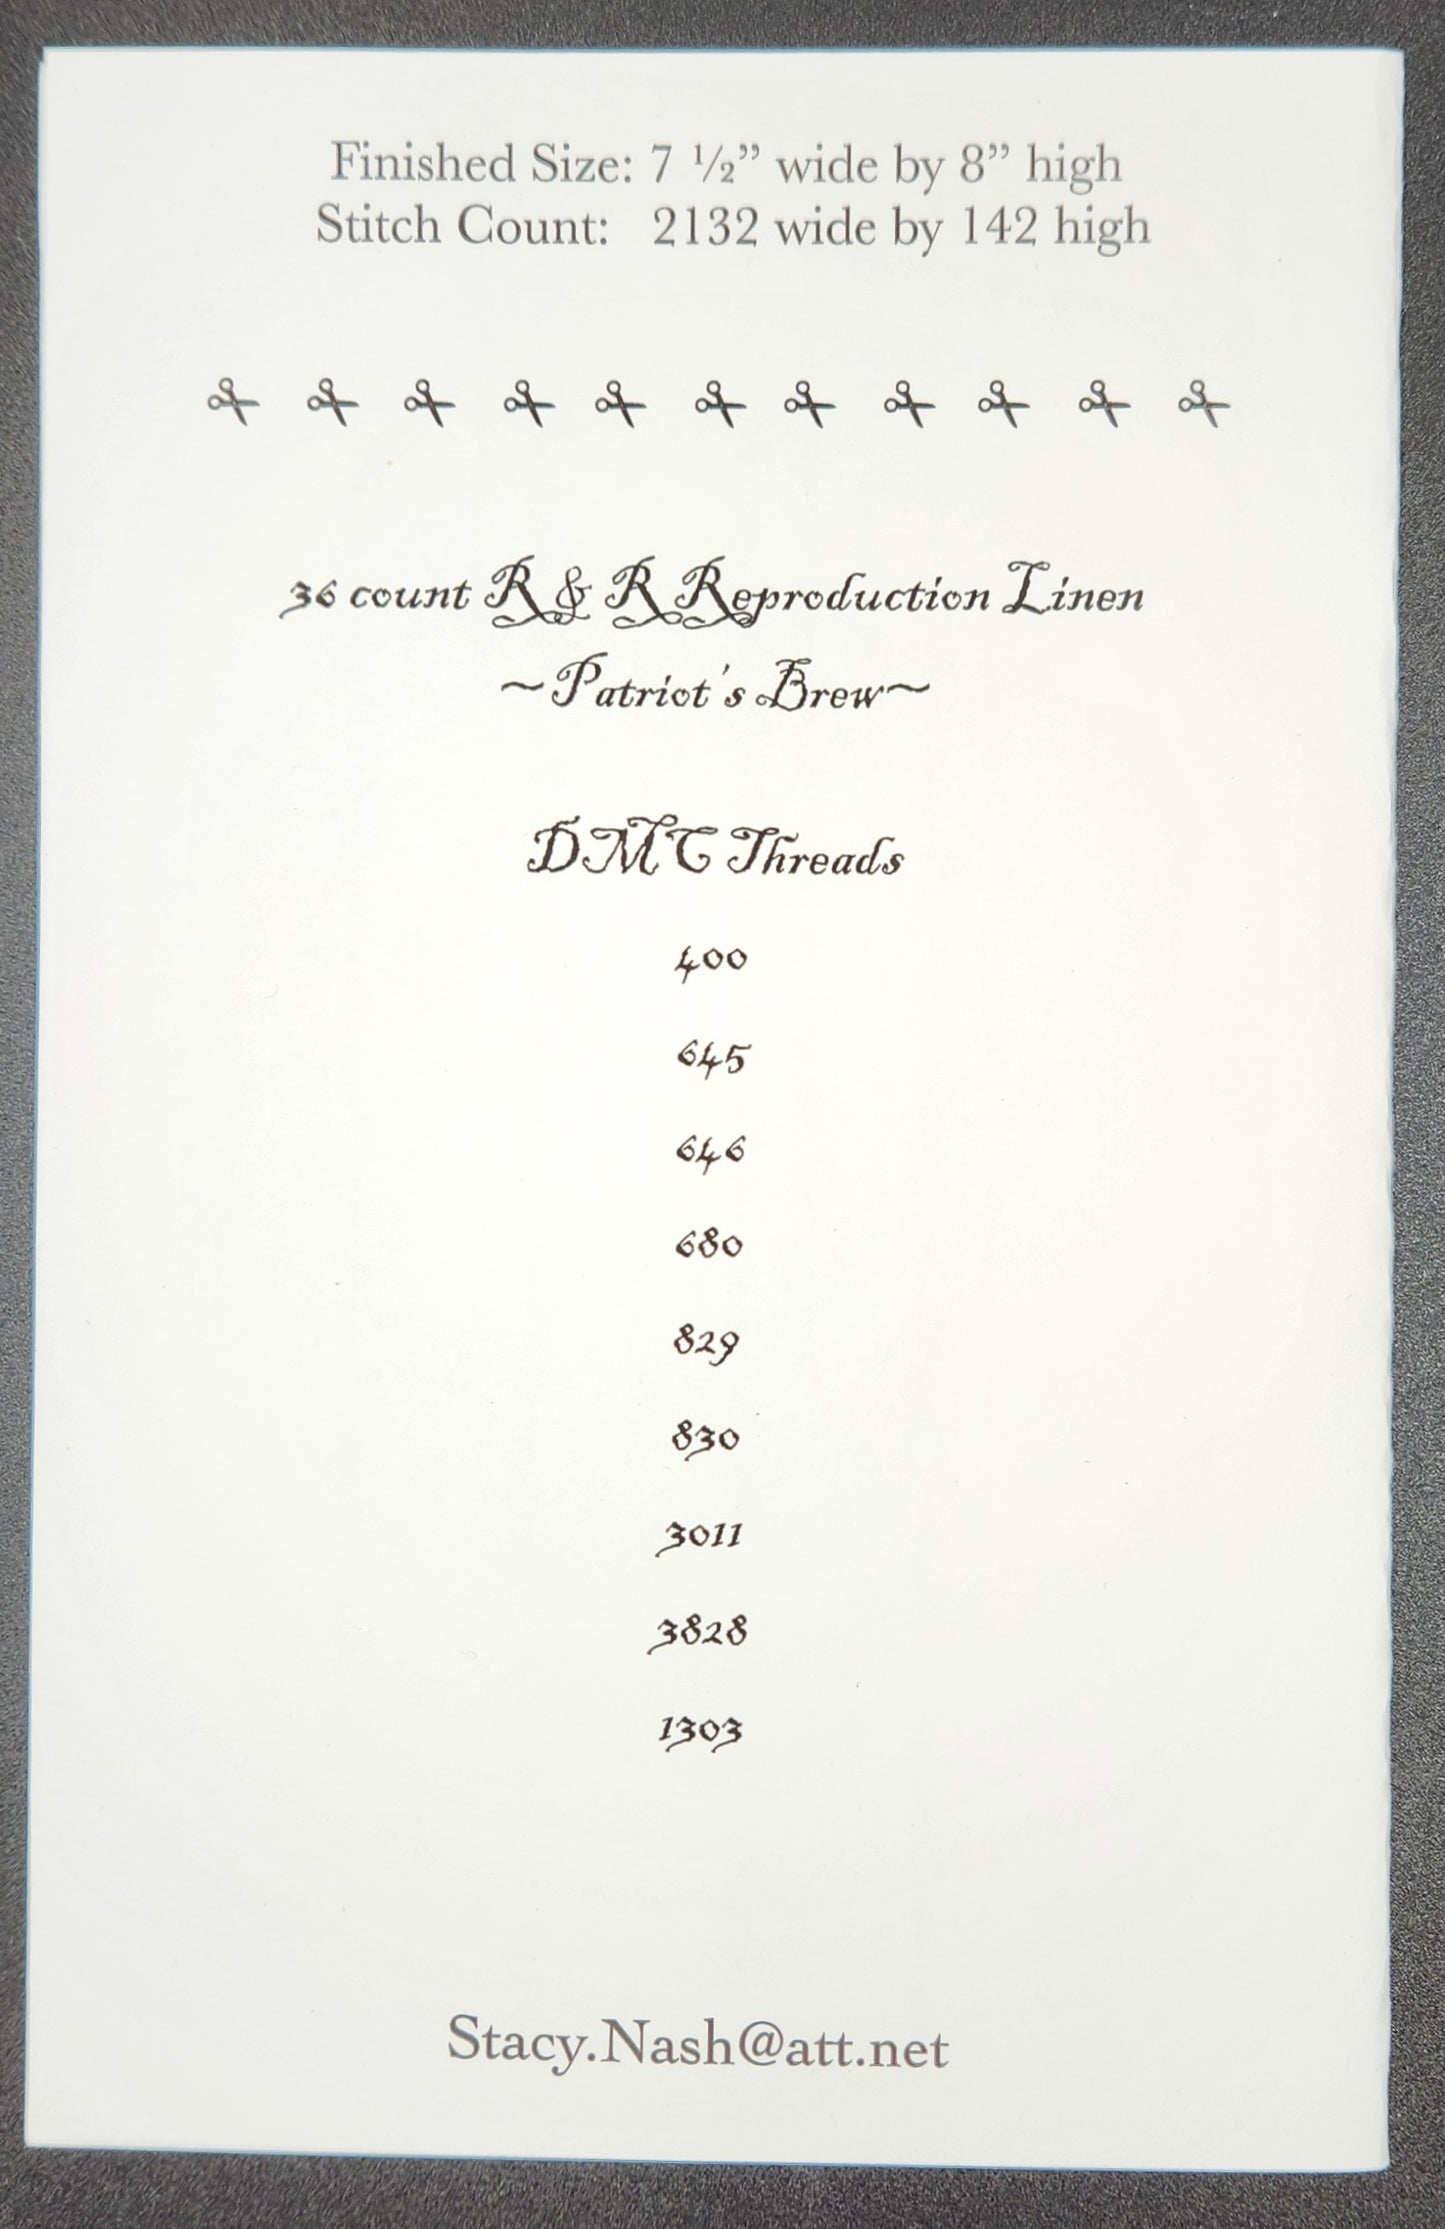 Finished Size: 7 ½” wide by 8” high
Stitch Count: 2132 wide by 142 high
36 count R & R Reproduction Linen
~Patriot's Brew~
DMC Threads
400
645
646
680
829
830
3011
3828
1303
Stacy.Nash@att.net